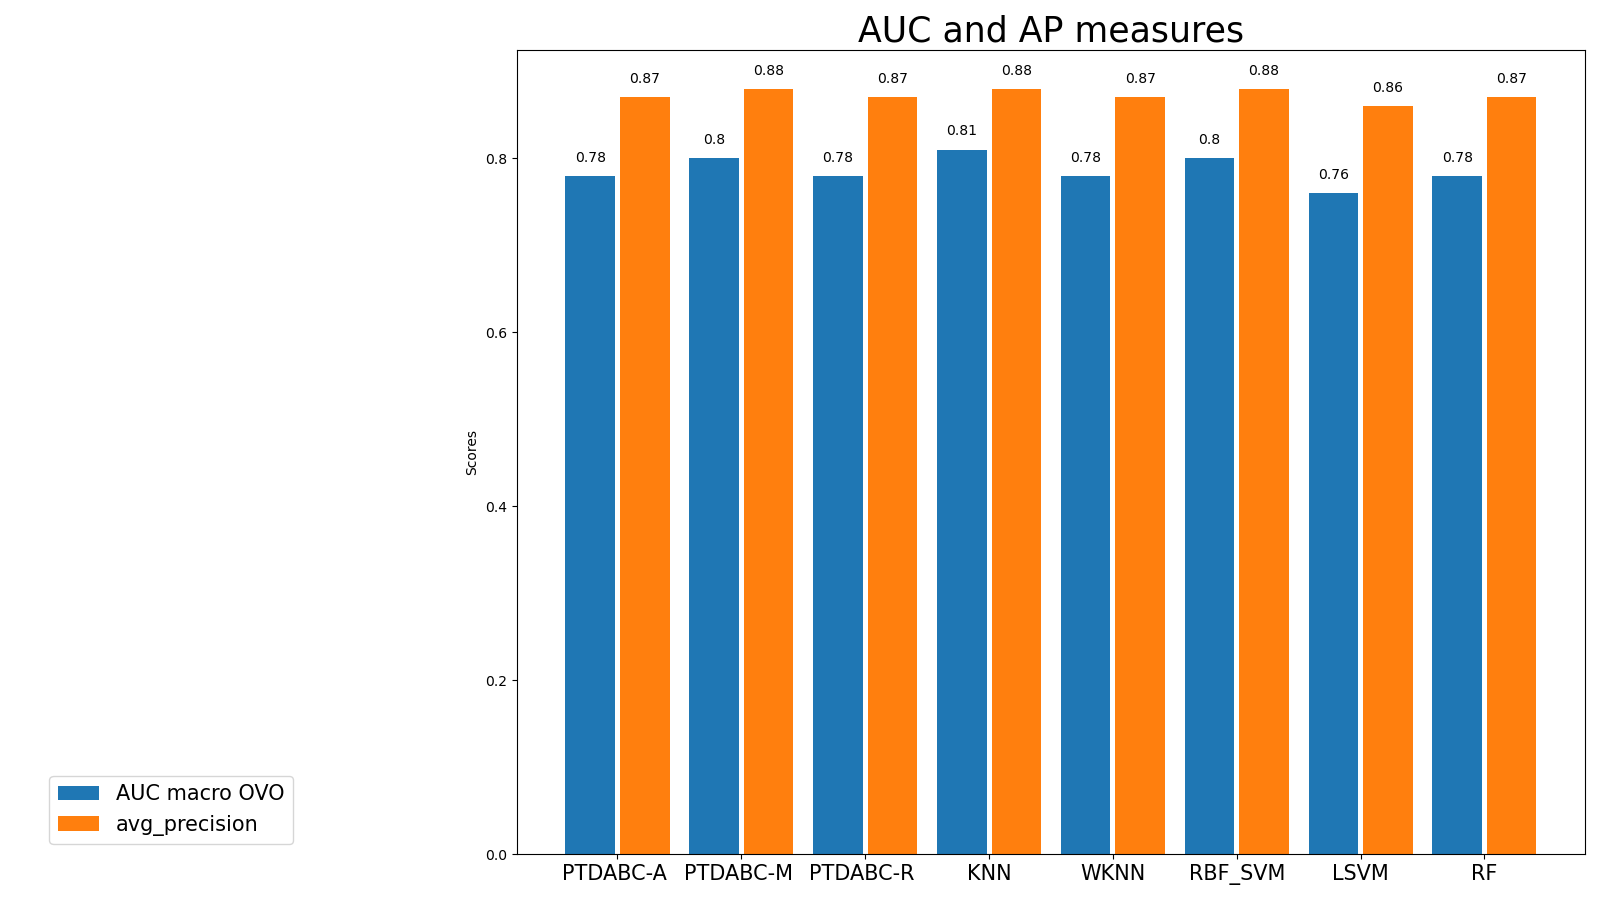 AUC and AP measures
0.87 0.88 0.87 0.88 0.87 0.88 0.86 0.87
0.78 0.8 0.78 0.81 0.78 0.8 0.76 0.78
0.8
0.6
Scores
0.4
0.2
0.0
PTDABC-A PTDABC-M PTDABC-R KNN WKNN RBF_SVM LSVM RF
AUC macro OVO
avg_precision